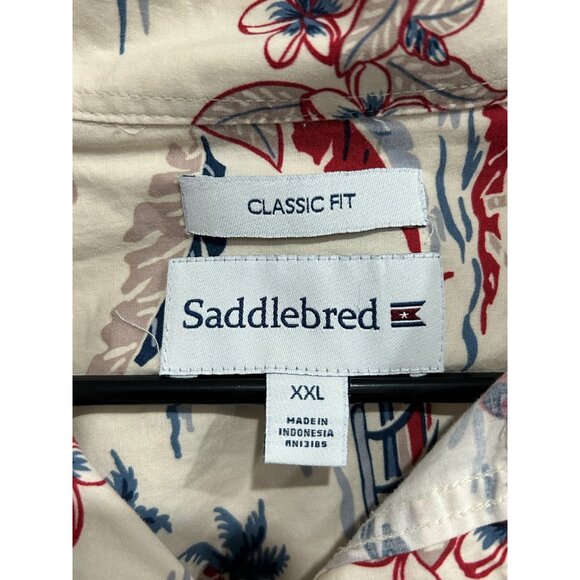 CLASSIC FIT
Saddlebred
XXL
MADE IN
INDONESIA
RN13185